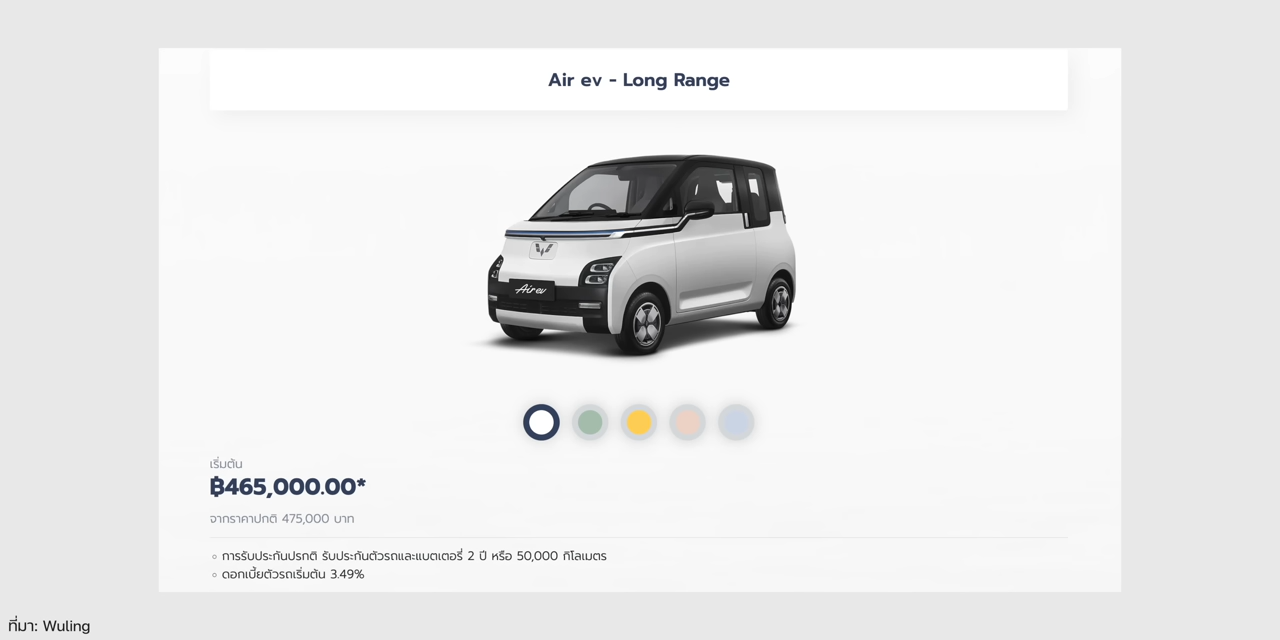 Air ev - Long Range
Air ev
เริ่มต้น
฿465,000.00*
จากราคาปกติ 475,000 บาท
การรับประกันปรกติ รับประกันตัวรถและแบตเตอรี่ 2 ปี หรือ 50,000 กิโลเมตร
ดอกเบี้ยตัวรถเริ่มต้น 3.49%
ที่มา: Wuling